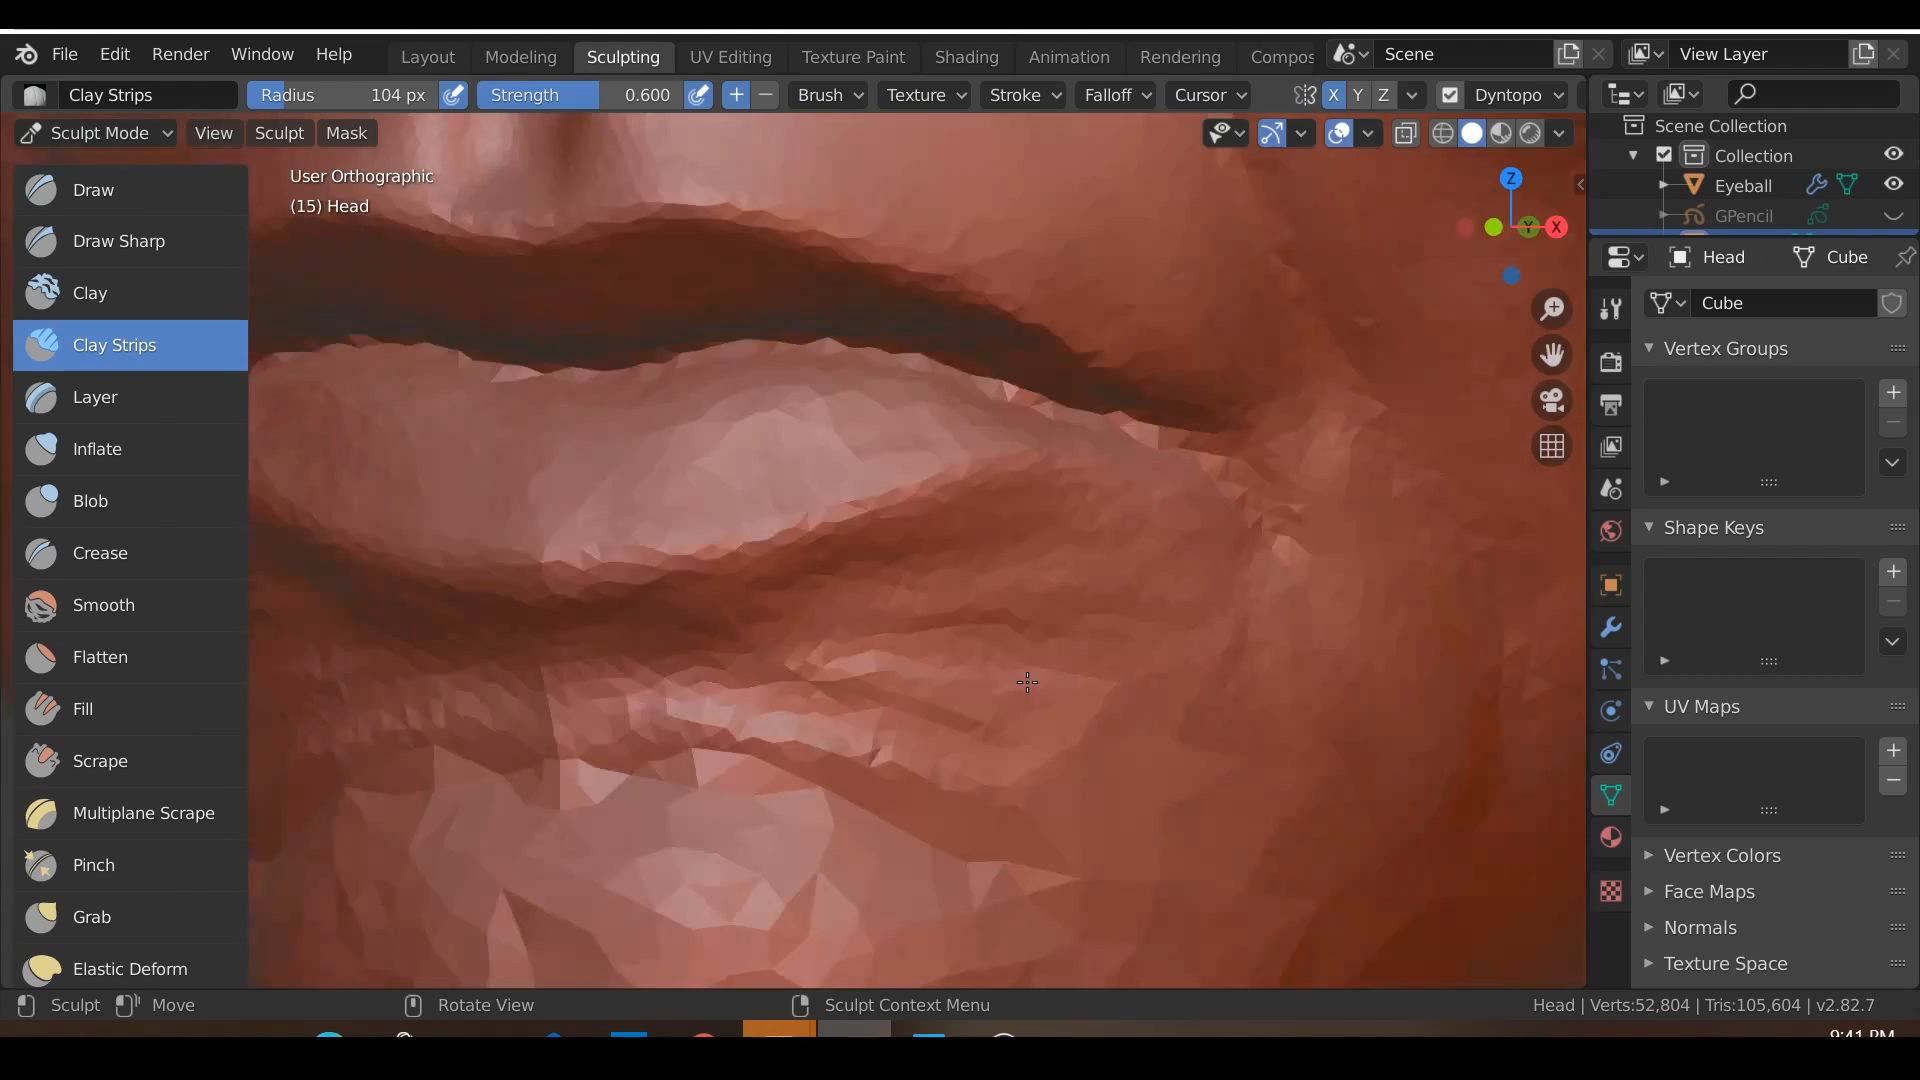 File Edit Render Window Help Layout Modeling Sculpting UV Editing Texture Paint Shading Animation Rendering Compos Scene View Layer
Clay Strips Radius 104 px Strength 0.600 Brush Texture Stroke Falloff Cursor X Y Z Dyntopo
Sculpt Mode View Sculpt Mask
Scene Collection
Collection
Eyeball
GPencil
User Orthographic
(15) Head
Z
Y
X
Draw
Draw Sharp
Clay
Clay Strips
Layer
Inflate
Blob
Crease
Smooth
Flatten
Fill
Scrape
Multiplane Scrape
Pinch
Grab
Elastic Deform
Head Cube
Cube
Vertex Groups
Shape Keys
UV Maps
Vertex Colors
Face Maps
Normals
Texture Space
Sculpt Move Rotate View Sculpt Context Menu Head | Verts:52,804 | Tris:105,604 | v2.82.7
9:41 PM